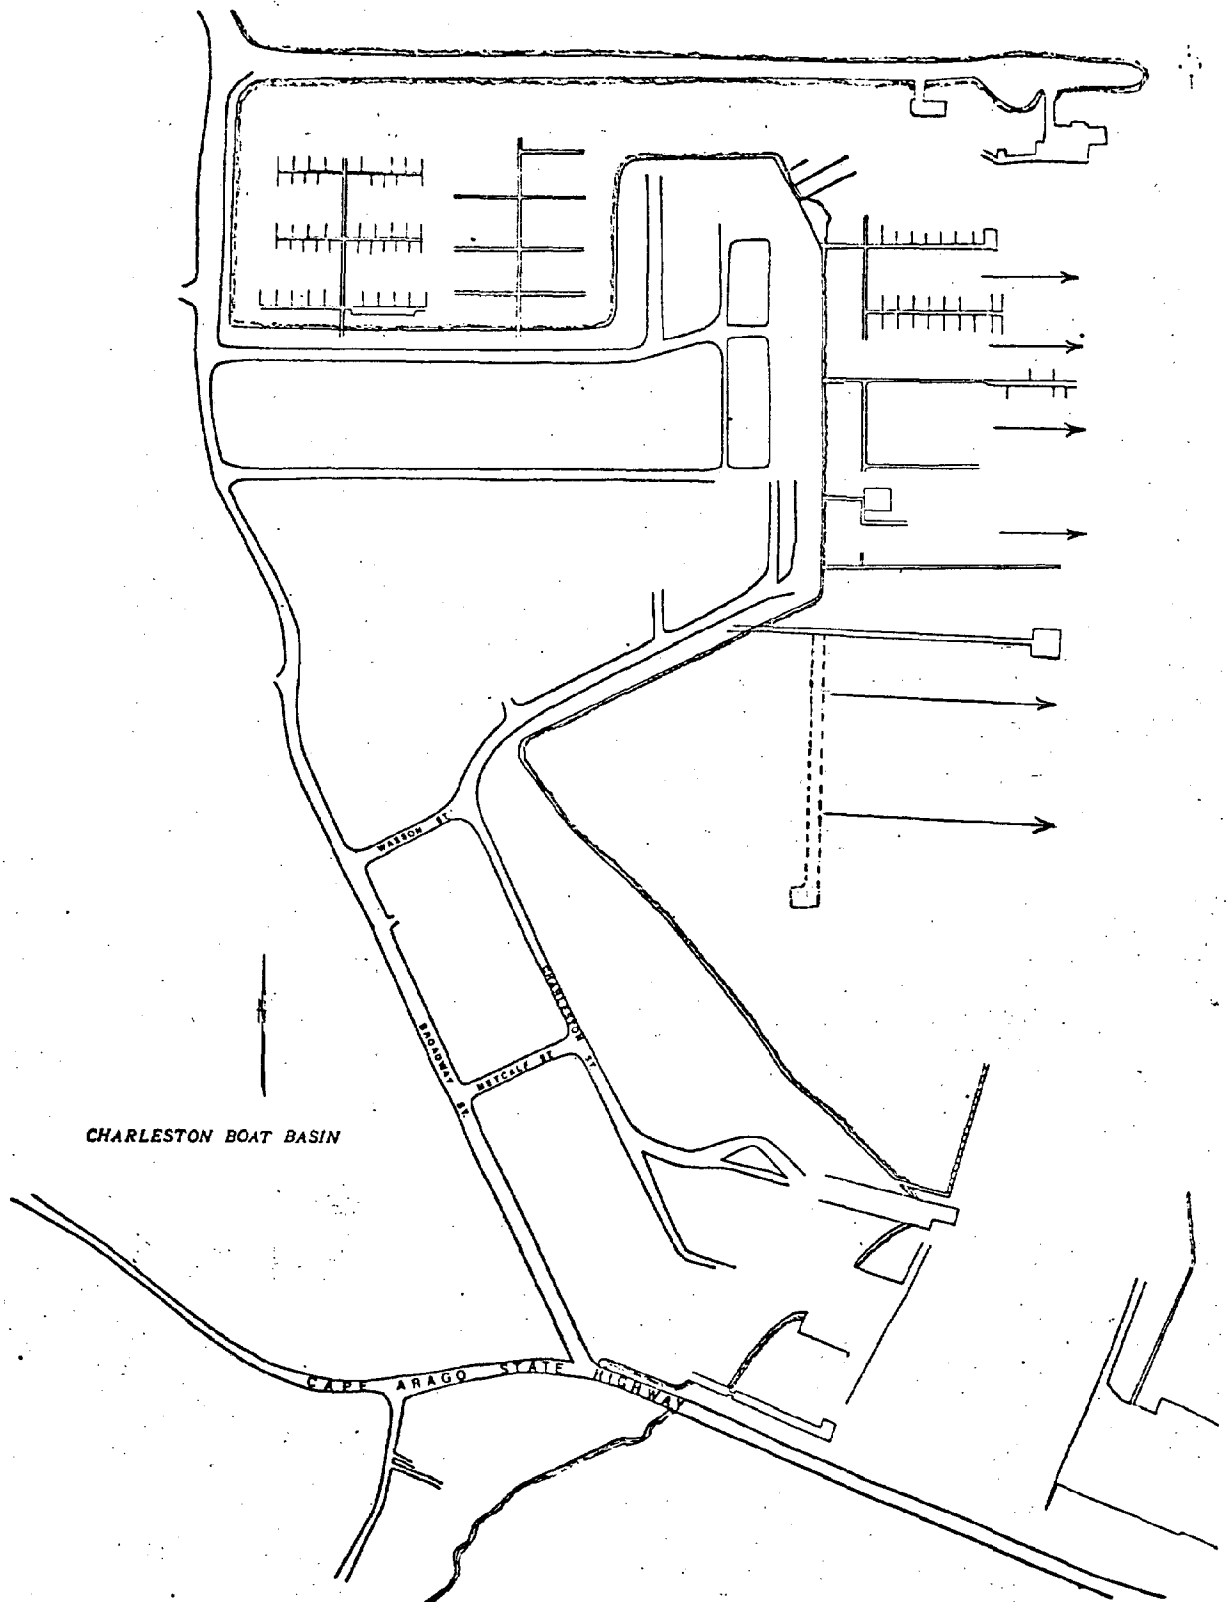 WASSON ST.
CHARLESTON ST.
BROADWAY ST.
METCALF ST.
CHARLESTON BOAT BASIN
CAPE ARAGO STATE HIGHWAY